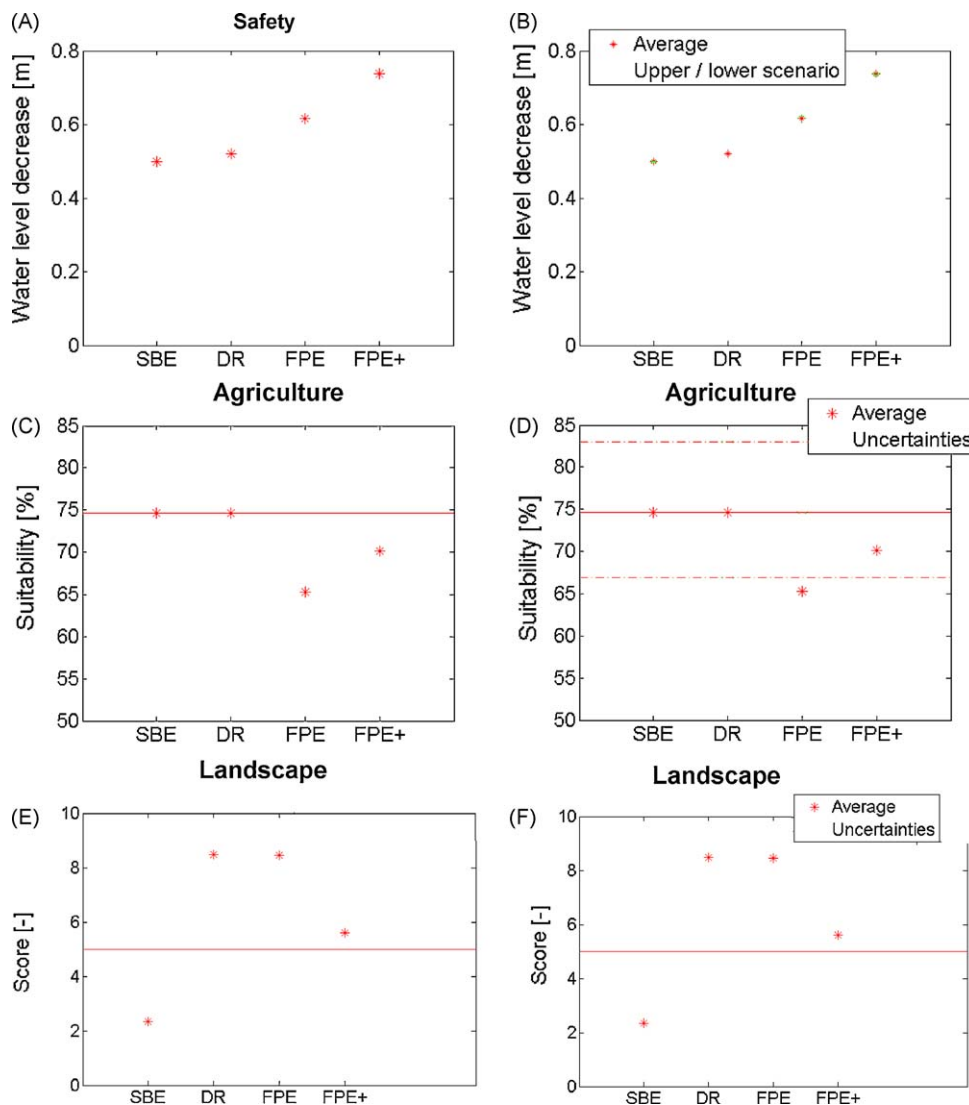 (A)
Safety
Water level decrease [m]
0.8
0.6
0.4
0.2
0
SBE DR FPE FPE+
(B)
Average
Upper / lower scenario
Water level decrease [m]
0.8
0.6
0.4
0.2
0
SBE DR FPE FPE+
(C)
Agriculture
Suitability [%]
85
80
75
70
65
60
55
50
SBE DR FPE FPE+
(D)
Agriculture
Average
Uncertainties
Suitability [%]
85
80
75
70
65
60
55
50
SBE DR FPE FPE+
(E)
Landscape
Score [-]
10
8
6
4
2
0
SBE DR FPE FPE+
(F)
Landscape
Average
Uncertainties
Score [-]
10
8
6
4
2
0
SBE DR FPE FPE+